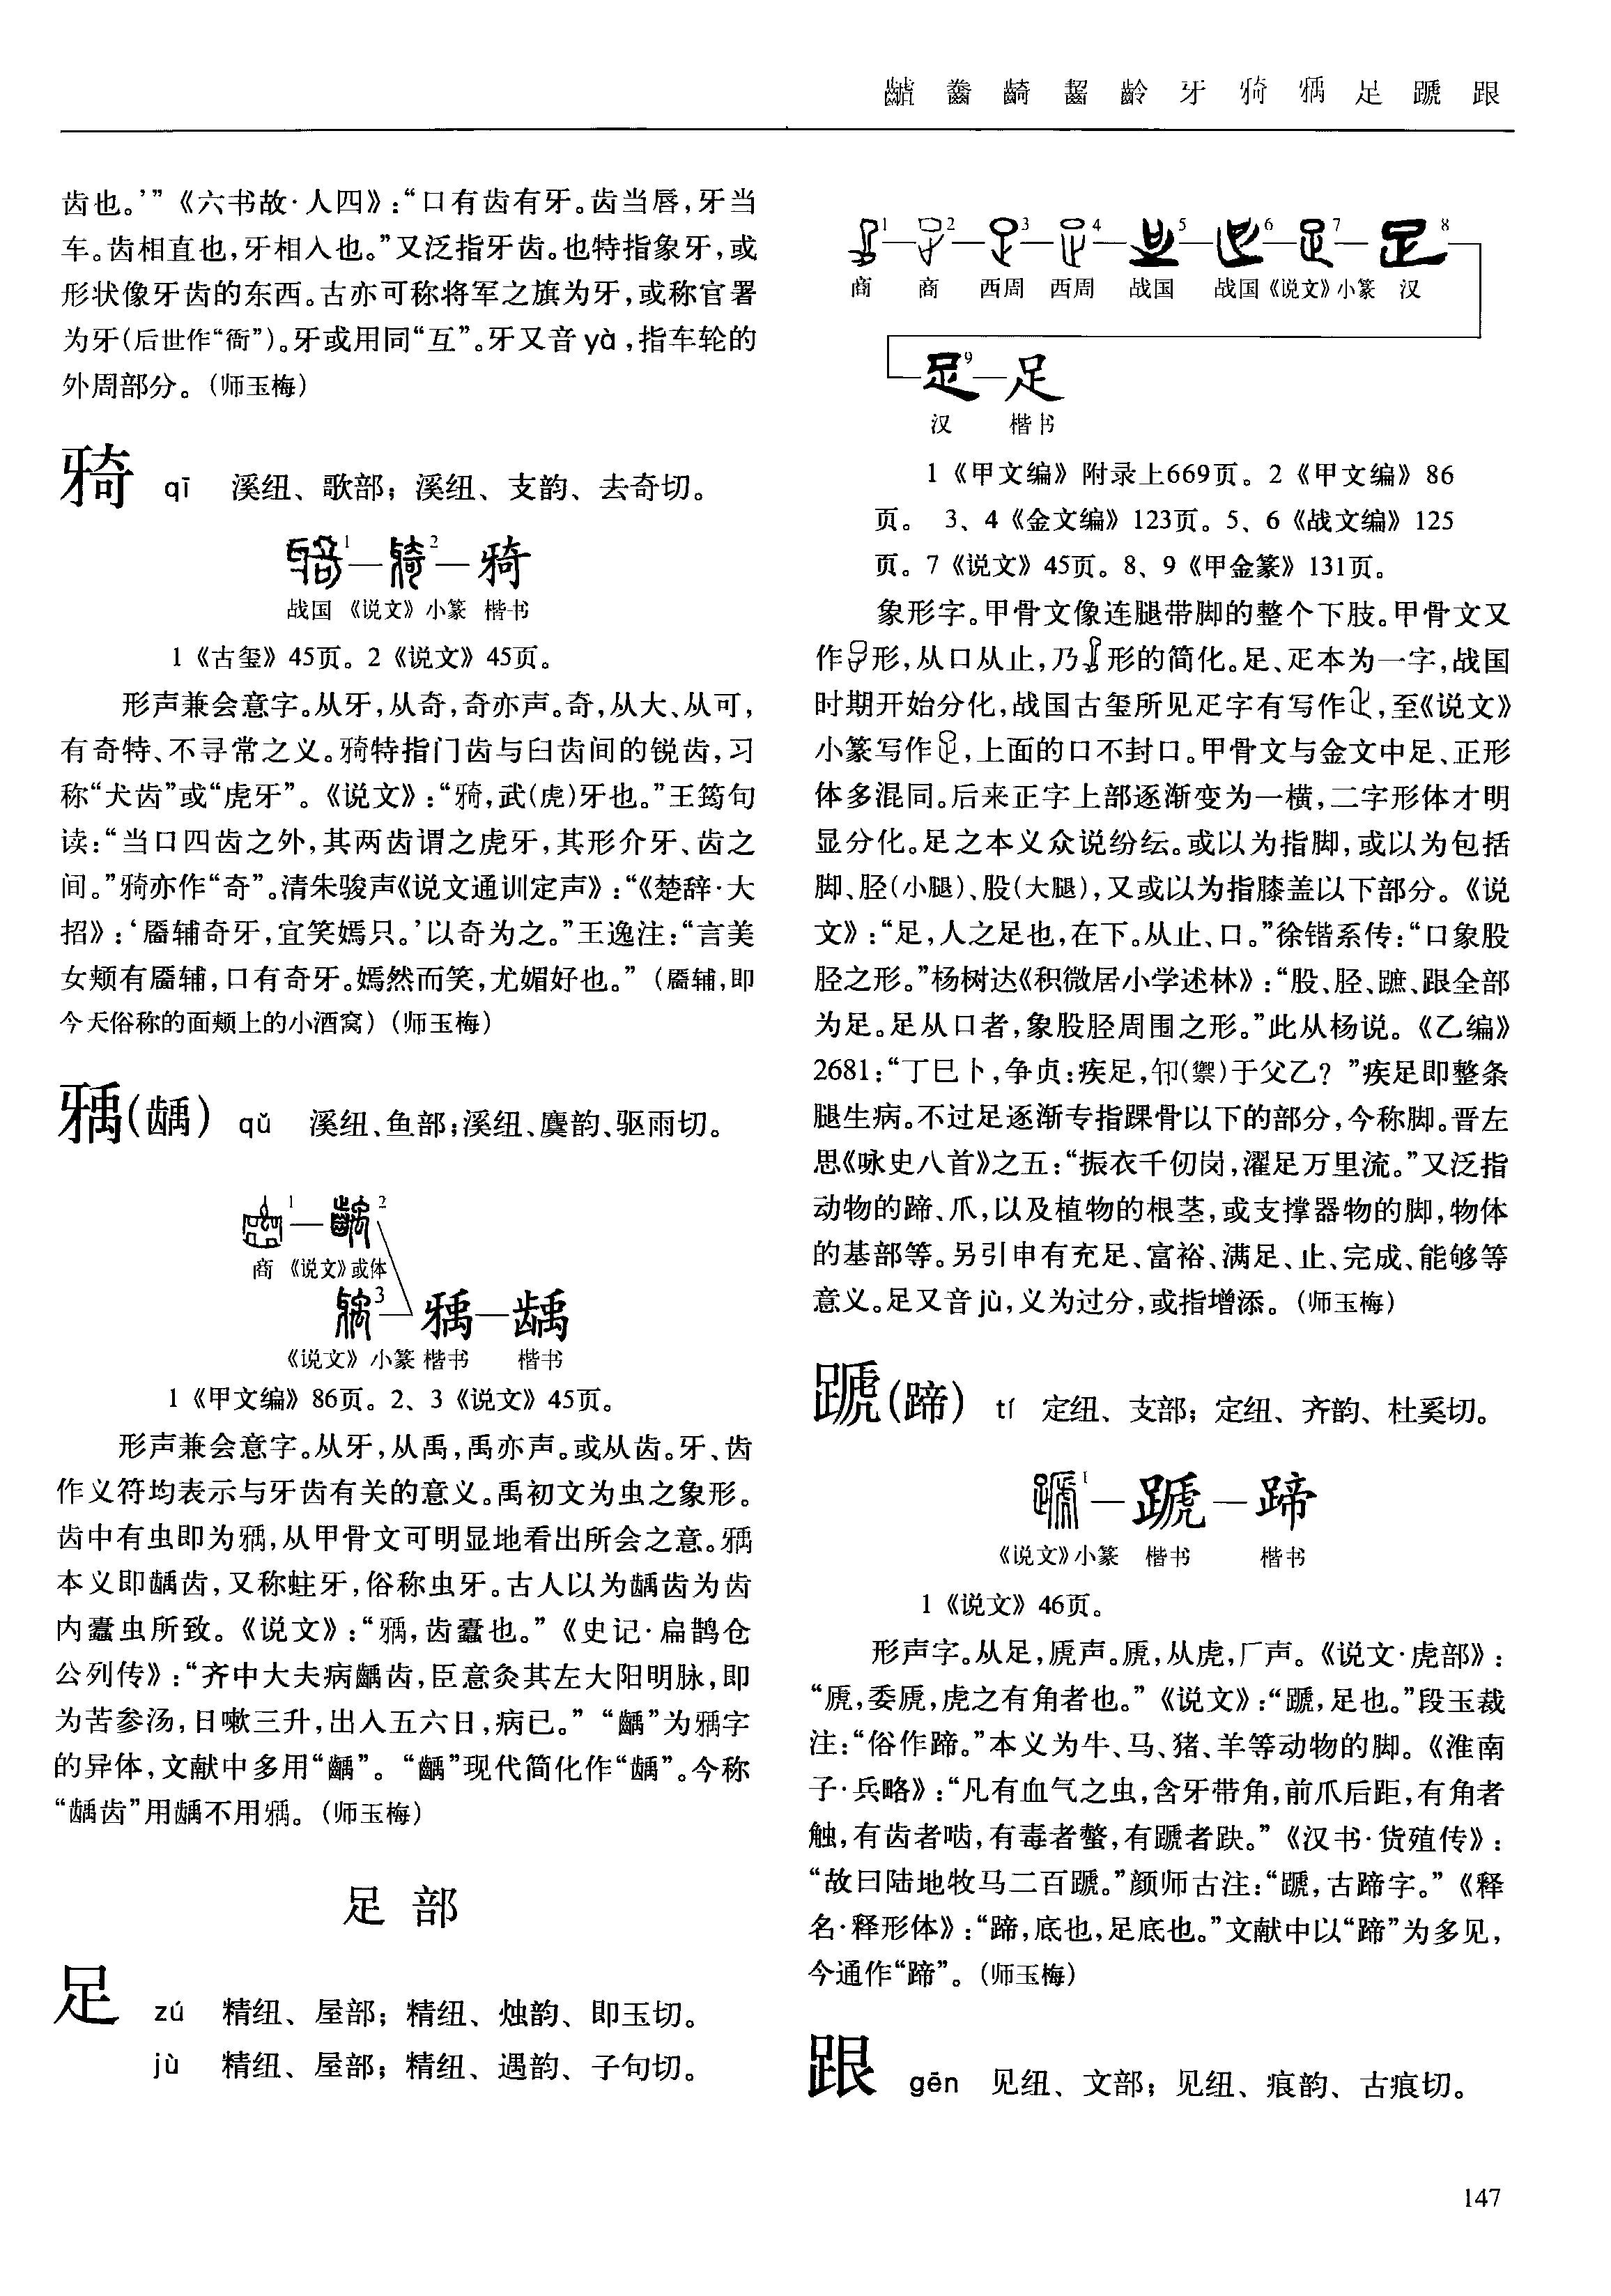 齒 齮 齧 齡 牙 㸻 㺊 足 蹏 跟
齿也。’”《六书故·人四》:“口有齿有牙。齿当唇,牙当
车。齿相直也,牙相入也。”又泛指牙齿。也特指象牙,或
形状像牙齿的东西。古亦可称将军之旗为牙,或称官署
为牙(后世作“衙”)。牙或用同“互”。牙又音yà,指车轮的
外周部分。(师玉梅)
qī 溪纽、歌部;溪纽、支韵、去奇切。
1 2
战国 《说文》小篆 楷书
1《古玺》45页。2《说文》45页。
形声兼会意字。从牙,从奇,奇亦声。奇,从大、从可,
有奇特、不寻常之义。特指门齿与臼齿间的锐齿,习
称“犬齿”或“虎牙”。《说文》:“,武(虎)牙也。”王筠句
读:“当口四齿之外,其两齿谓之虎牙,其形介牙、齿之
间。”亦作“奇”。清朱骏声《说文通训定声》:“《楚辞·大
招》:‘靥辅奇牙,宜笑嫣只。’以奇为之。”王逸注:“言美
女颊有靥辅,口有奇牙。嫣然而笑,尤媚好也。”(靥辅,即
今天俗称的面颊上的小酒窝)(师玉梅)
(龋) qǔ 溪纽、鱼部;溪纽、麌韵、驱雨切。
1 2
商 《说文》或体
3 龋
《说文》小篆 楷书 楷书
1《甲文编》86页。2、3《说文》45页。
形声兼会意字。从牙,从禹,禹亦声。或从齿。牙、齿
作义符均表示与牙齿有关的意义。禹初文为虫之象形。
齿中有虫即为,从甲骨文可明显地看出所会之意。
本义即龋齿,又称蛀牙,俗称虫牙。古人以为龋齿为齿
内蠹虫所致。《说文》:“,齿蠹也。”《史记·扁鹊仓
公列传》:“齐中大夫病齲齿,臣意灸其左大阳明脉,即
为苦参汤,日嗽三升,出入五六日,病已。”“齲”为字
的异体,文献中多用“齲”。“齲”现代简化作“龋”。今称
“龋齿”用龋不用。(师玉梅)
足部
足 zú 精纽、屋部;精纽、烛韵、即玉切。
jù 精纽、屋部;精纽、遇韵、子句切。
1 2 3 4 5 6 7 8
商 商 西周 西周 战国 战国 《说文》小篆 汉
9 足
汉 楷书
1《甲文编》附录上669页。2《甲文编》86
页。 3、4《金文编》123页。5、6《战文编》125
页。7《说文》45页。8、9《甲金篆》131页。
象形字。甲骨文像连腿带脚的整个下肢。甲骨文又
作形,从口从止,乃形的简化。足、疋本为一字,战国
时期开始分化,战国古玺所见疋字有写作,至《说文》
小篆写作,上面的口不封口。甲骨文与金文中足、正形
体多混同。后来正字上部逐渐变为一横,二字形体才明
显分化。足之本义众说纷纭。或以为指脚,或以为包括
脚、胫(小腿)、股(大腿),又或以为指膝盖以下部分。《说
文》:“足,人之足也,在下。从止、口。”徐锴系传:“口象股
胫之形。”杨树达《积微居小学述林》:“股、胫、蹠、跟全部
为足。足从口者,象股胫周围之形。”此从杨说。《乙编》
2681:“丁巳卜,争贞:疾足,(禦)于父乙?”疾足即整条
腿生病。不过足逐渐专指踝骨以下的部分,今称脚。晋左
思《咏史八首》之五:“振衣千仞岗,濯足万里流。”又泛指
动物的蹄、爪,以及植物的根茎,或支撑器物的脚,物体
的基部等。另引申有充足、富裕、满足、止、完成、能够等
意义。足又音jù,义为过分,或指增添。(师玉梅)
蹏(蹄) tí 定纽、支部;定纽、齐韵、杜奚切。
1 蹏 蹄
《说文》小篆 楷书 楷书
1《说文》46页。
形声字。从足,虒声。虒,从虎,厂声。《说文·虎部》:
“虒,委虒,虎之有角者也。”《说文》:“蹏,足也。”段玉裁
注:“俗作蹄。”本义为牛、马、猪、羊等动物的脚。《淮南
子·兵略》:“凡有血气之虫,含牙带角,前爪后距,有角者
触,有齿者啮,有毒者螫,有蹏者趹。”《汉书·货殖传》:
“故曰陆地牧马二百蹏。”颜师古注:“蹏,古蹄字。”《释
名·释形体》:“蹄,底也,足底也。”文献中以“蹄”为多见,
今通作“蹄”。(师玉梅)
跟 gēn 见纽、文部;见纽、痕韵、古痕切。
147